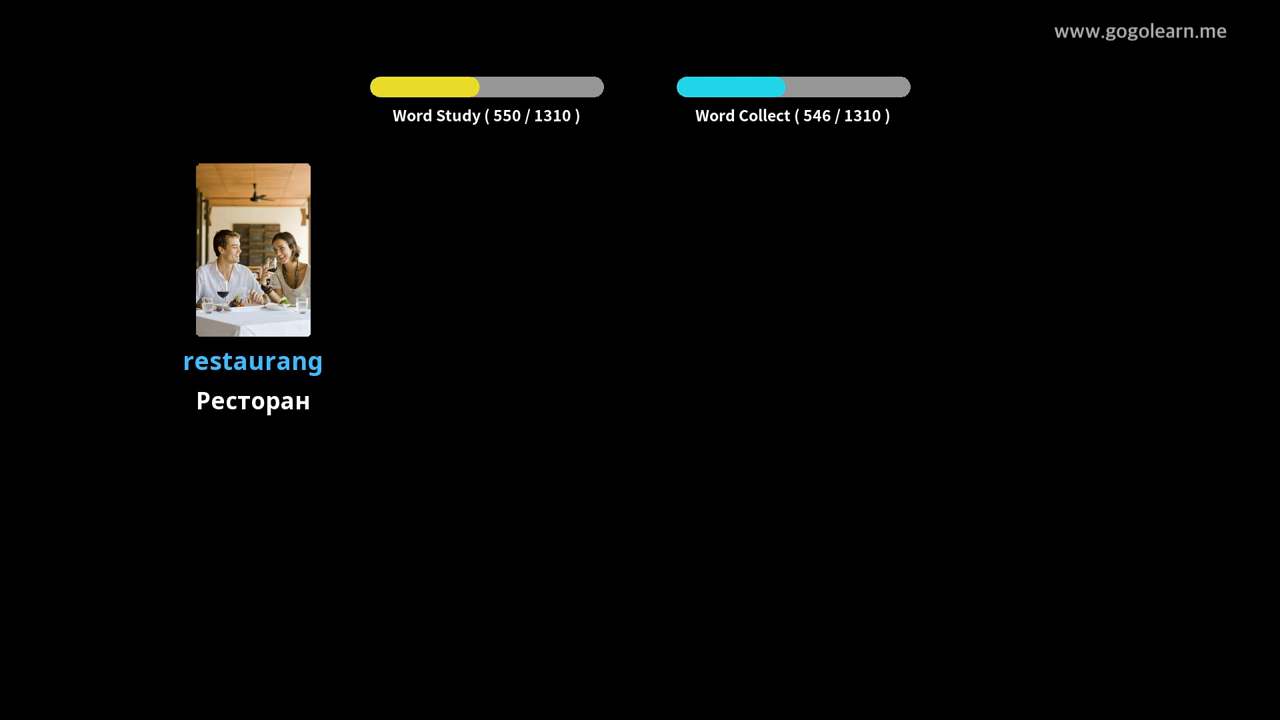 www.gogolearn.me
Word Study ( 550 / 1310 )
Word Collect ( 546 / 1310 )
restaurang
Ресторан